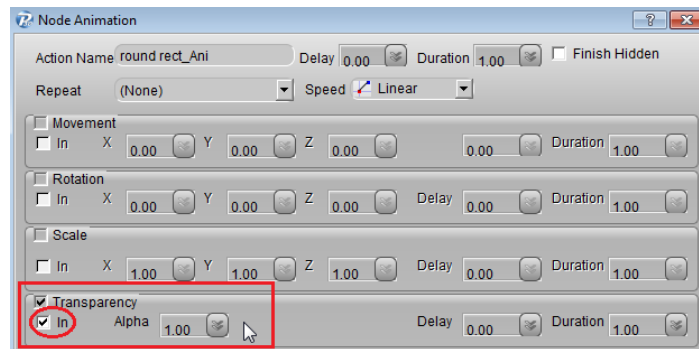 Node Animation
Action Name round rect_Ani Delay 0.00 Duration 1.00 Finish Hidden
Repeat (None) Speed Linear
Movement
In X 0.00 Y 0.00 Z 0.00 0.00 Duration 1.00
Rotation
In X 0.00 Y 0.00 Z 0.00 Delay 0.00 Duration 1.00
Scale
In X 1.00 Y 1.00 Z 1.00 Delay 0.00 Duration 1.00
Transparency
In Alpha 1.00 Delay 0.00 Duration 1.00